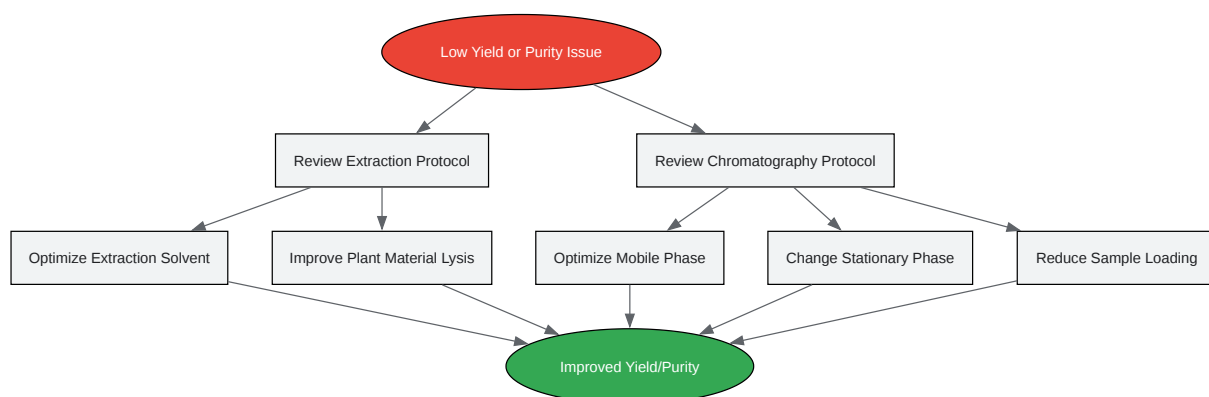 Low Yield or Purity Issue
Review Extraction Protocol
Review Chromatography Protocol
Optimize Extraction Solvent
Improve Plant Material Lysis
Optimize Mobile Phase
Change Stationary Phase
Reduce Sample Loading
Improved Yield/Purity